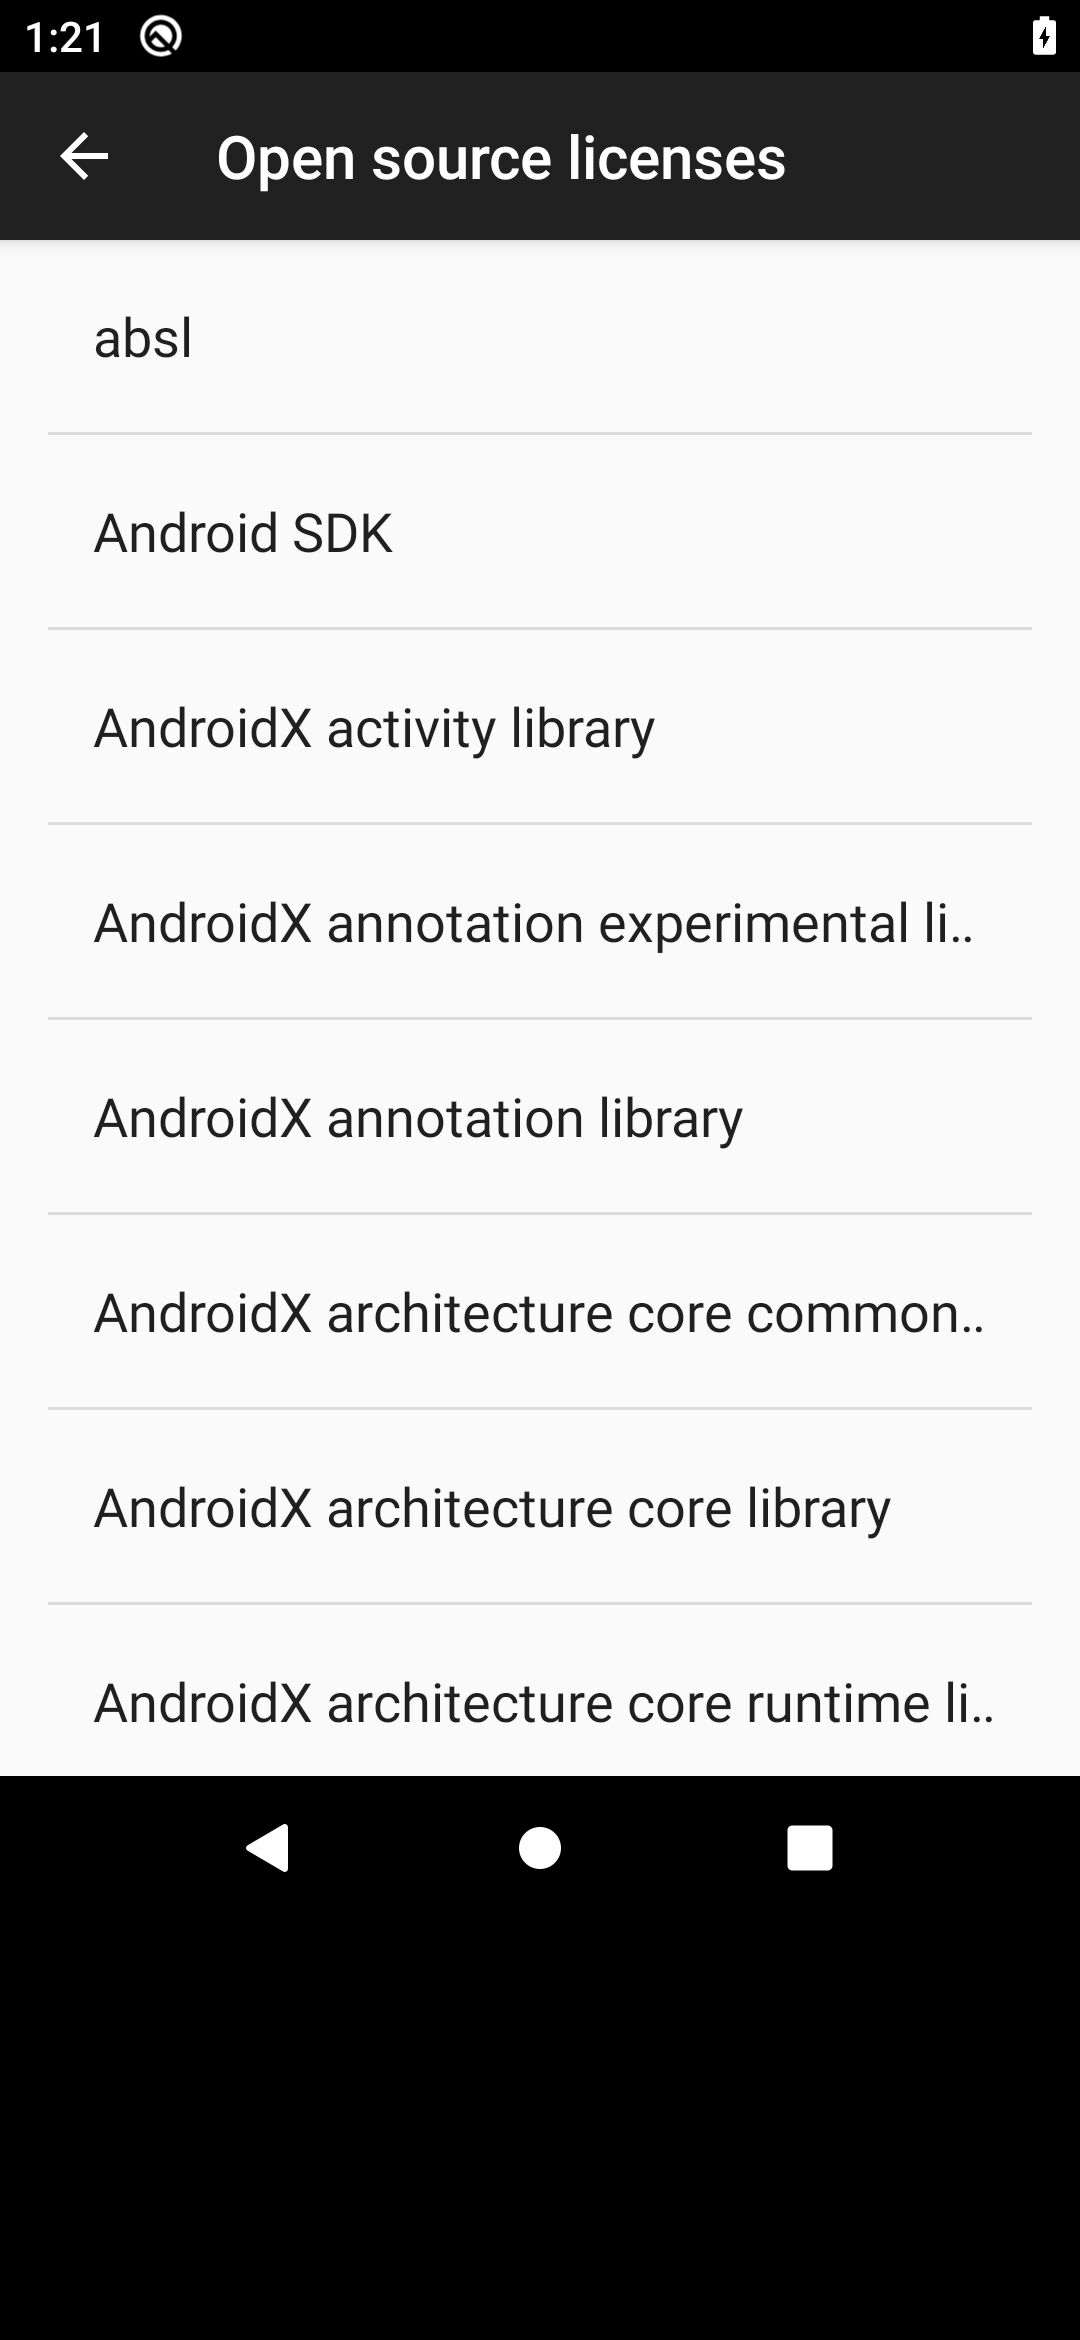 1:21
Open source licenses
absl
Android SDK
AndroidX activity library
AndroidX annotation experimental li..
AndroidX annotation library
AndroidX architecture core common..
AndroidX architecture core library
AndroidX architecture core runtime li..